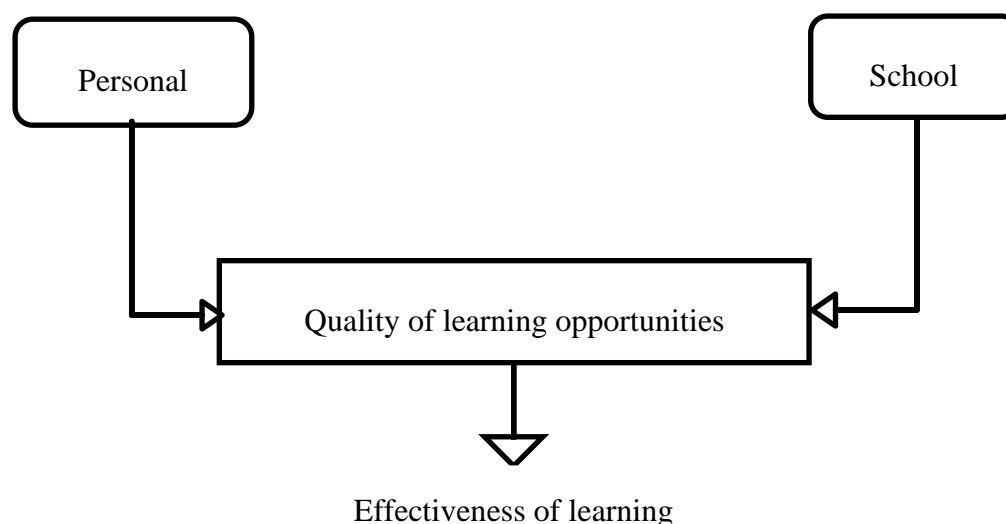 Personal
School
Quality of learning opportunities
Effectiveness of learning